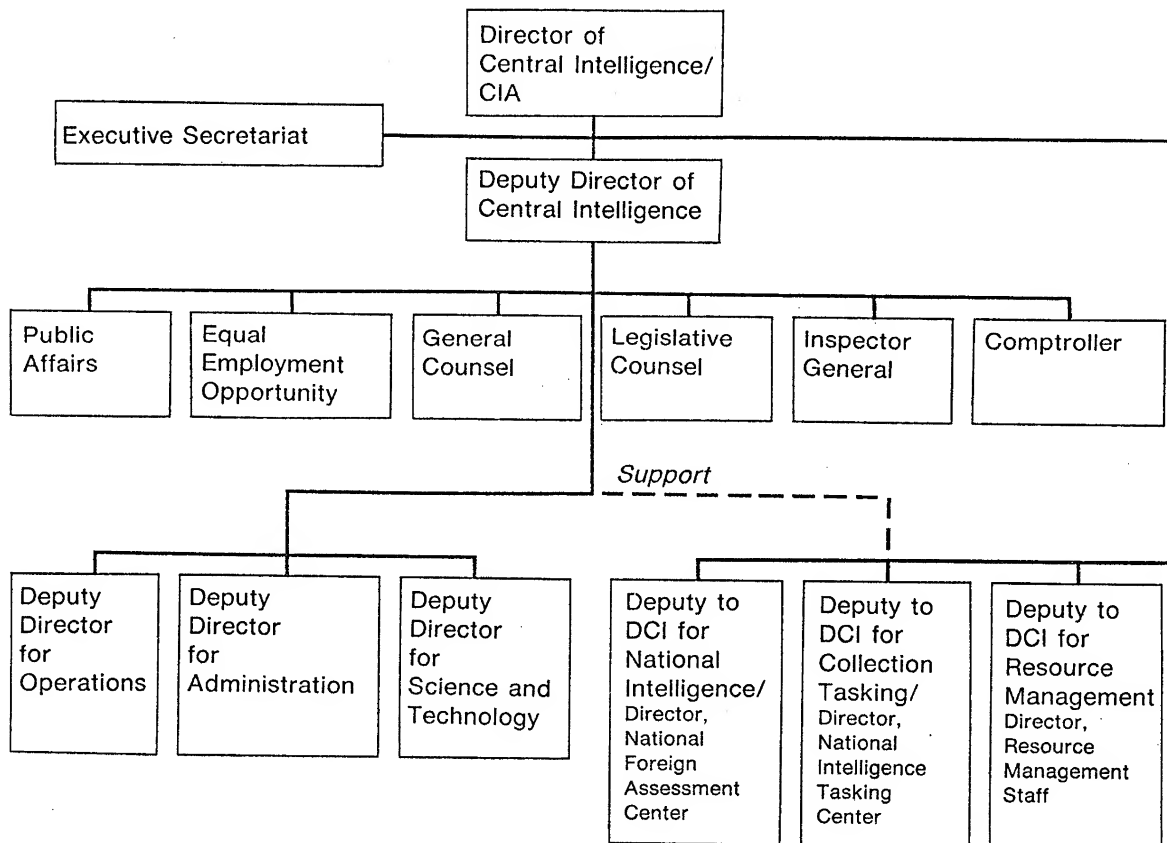 Director of
Central Intelligence/
CIA
Executive Secretariat
Deputy Director of
Central Intelligence
Public
Affairs
Equal
Employment
Opportunity
General
Counsel
Legislative
Counsel
Inspector
General
Comptroller
Support
Deputy
Director
for
Operations
Deputy
Director
for
Administration
Deputy
Director
for
Science and
Technology
Deputy to
DCI for
National
Intelligence/
Director,
National
Foreign
Assessment
Center
Deputy to
DCI for
Collection
Tasking/
Director,
National
Intelligence
Tasking
Center
Deputy to
DCI for
Resource
Management
Director,
Resource
Management
Staff